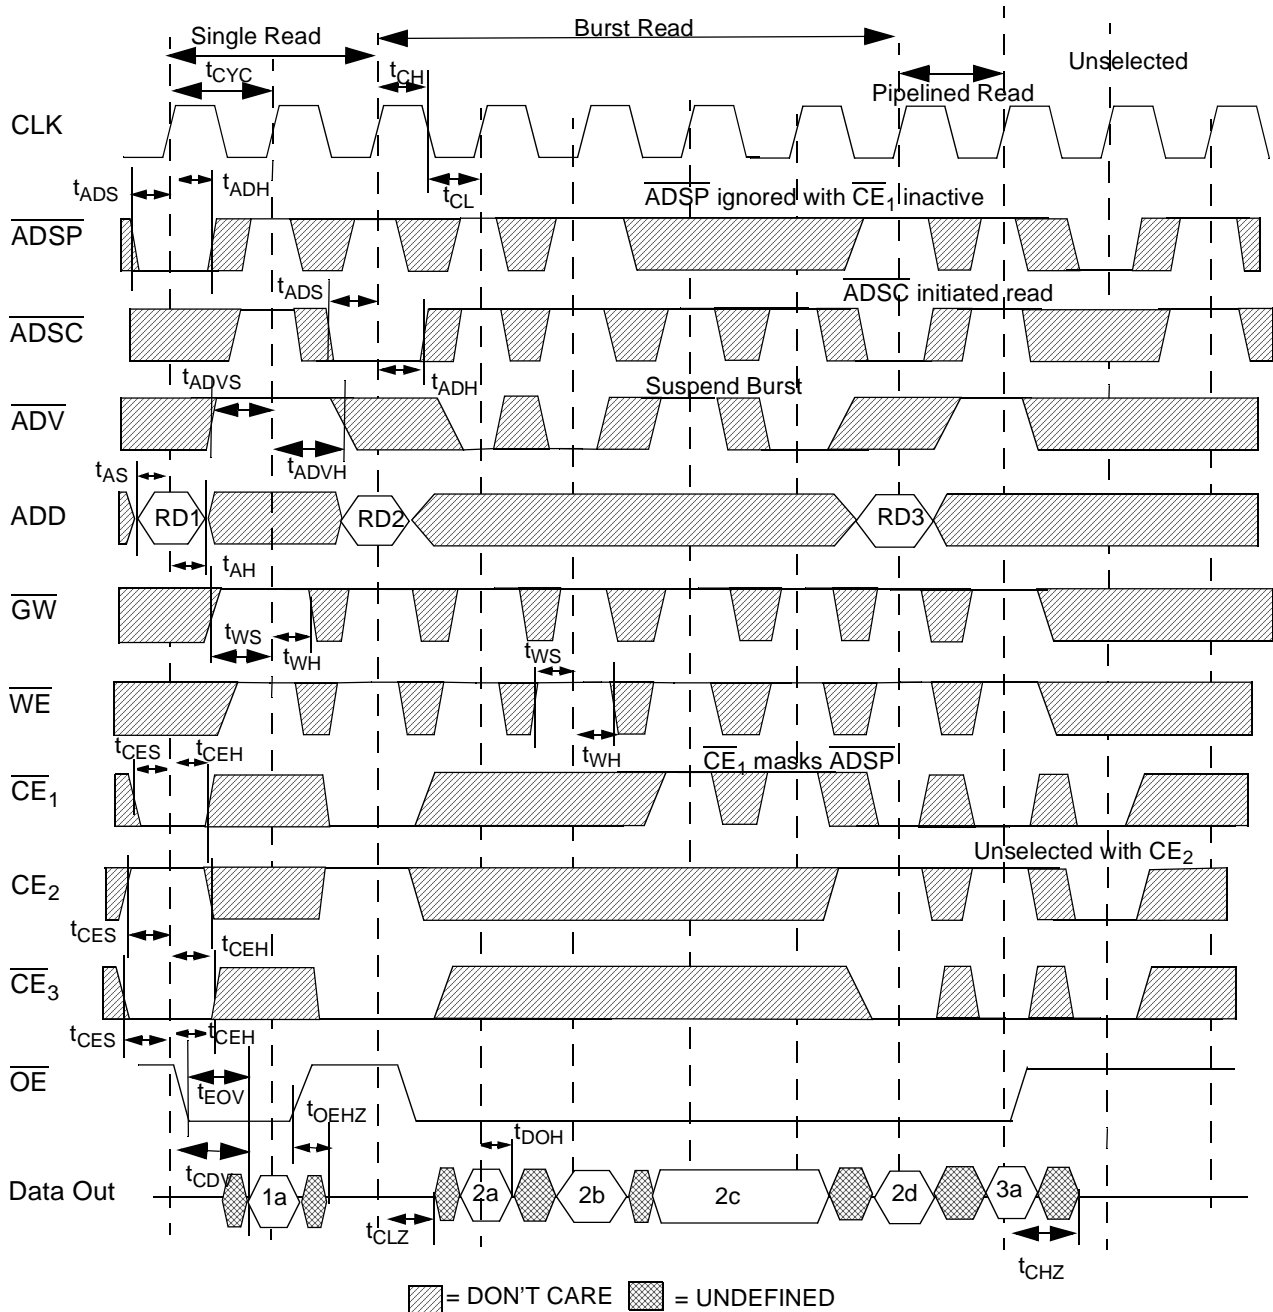 Single Read
Burst Read
Unselected
tCYC
tCH
Pipelined Read
CLK
tADS
tADH
tCL
ADSP ignored with CE1 inactive
ADSP
tADS
ADSC initiated read
ADSC
tADVS
tADH
Suspend Burst
ADV
tADVH
tAS
ADD
RD1
RD2
RD3
tAH
GW
tWS
tWH
tWS
WE
tCES
tCEH
tWH
CE1 masks ADSP
CE1
Unselected with CE2
CE2
tCES
tCEH
CE3
tCES
tCEH
OE
tEOV
tOEHZ
tDOH
tCDV
Data Out
1a
2a
2b
2c
2d
3a
tCLZ
tCHZ
= DON'T CARE
= UNDEFINED